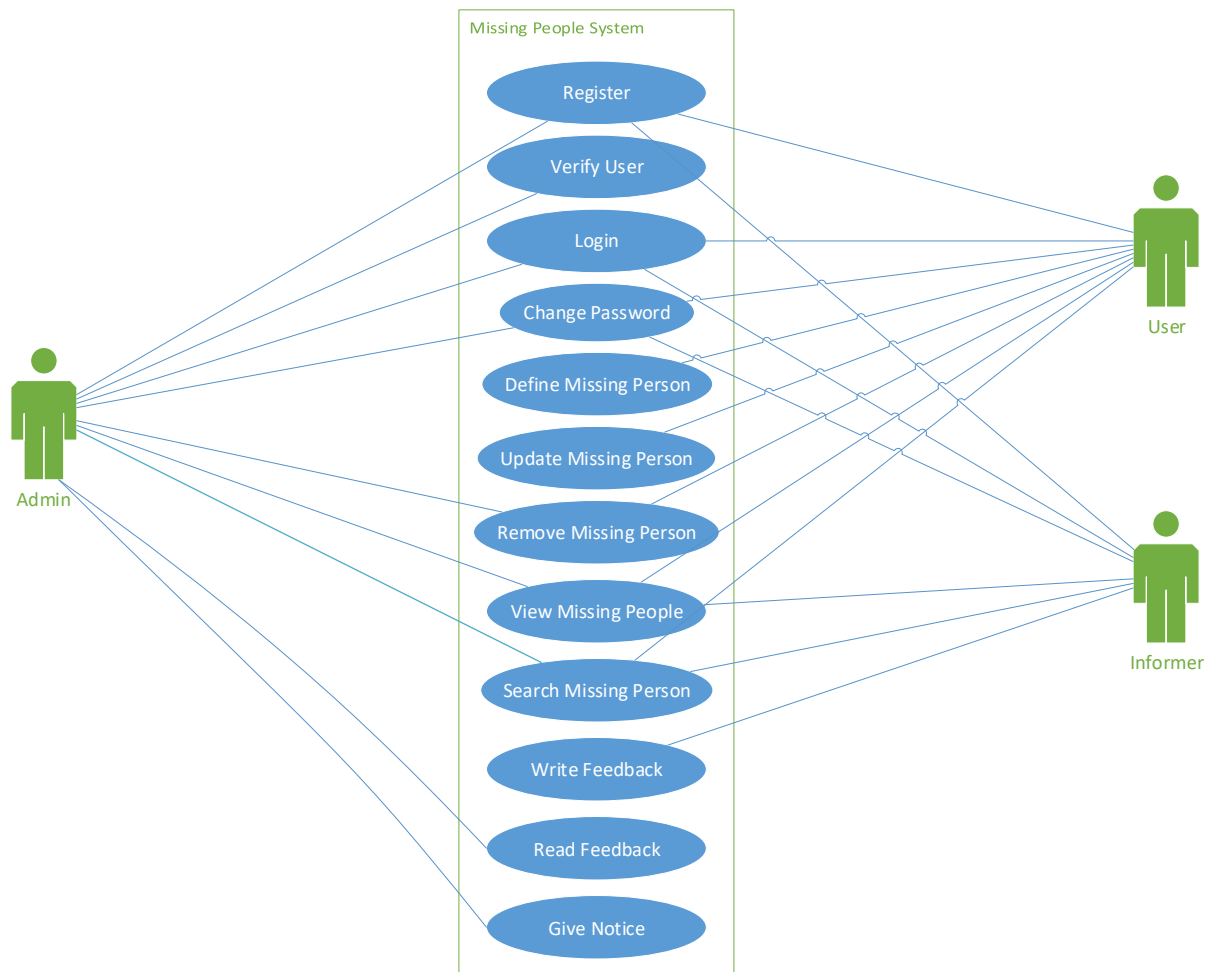 Missing People System
Register
Verify User
Login
Change Password
Define Missing Person
Update Missing Person
Remove Missing Person
View Missing People
Search Missing Person
Write Feedback
Read Feedback
Give Notice
Admin
User
Informer